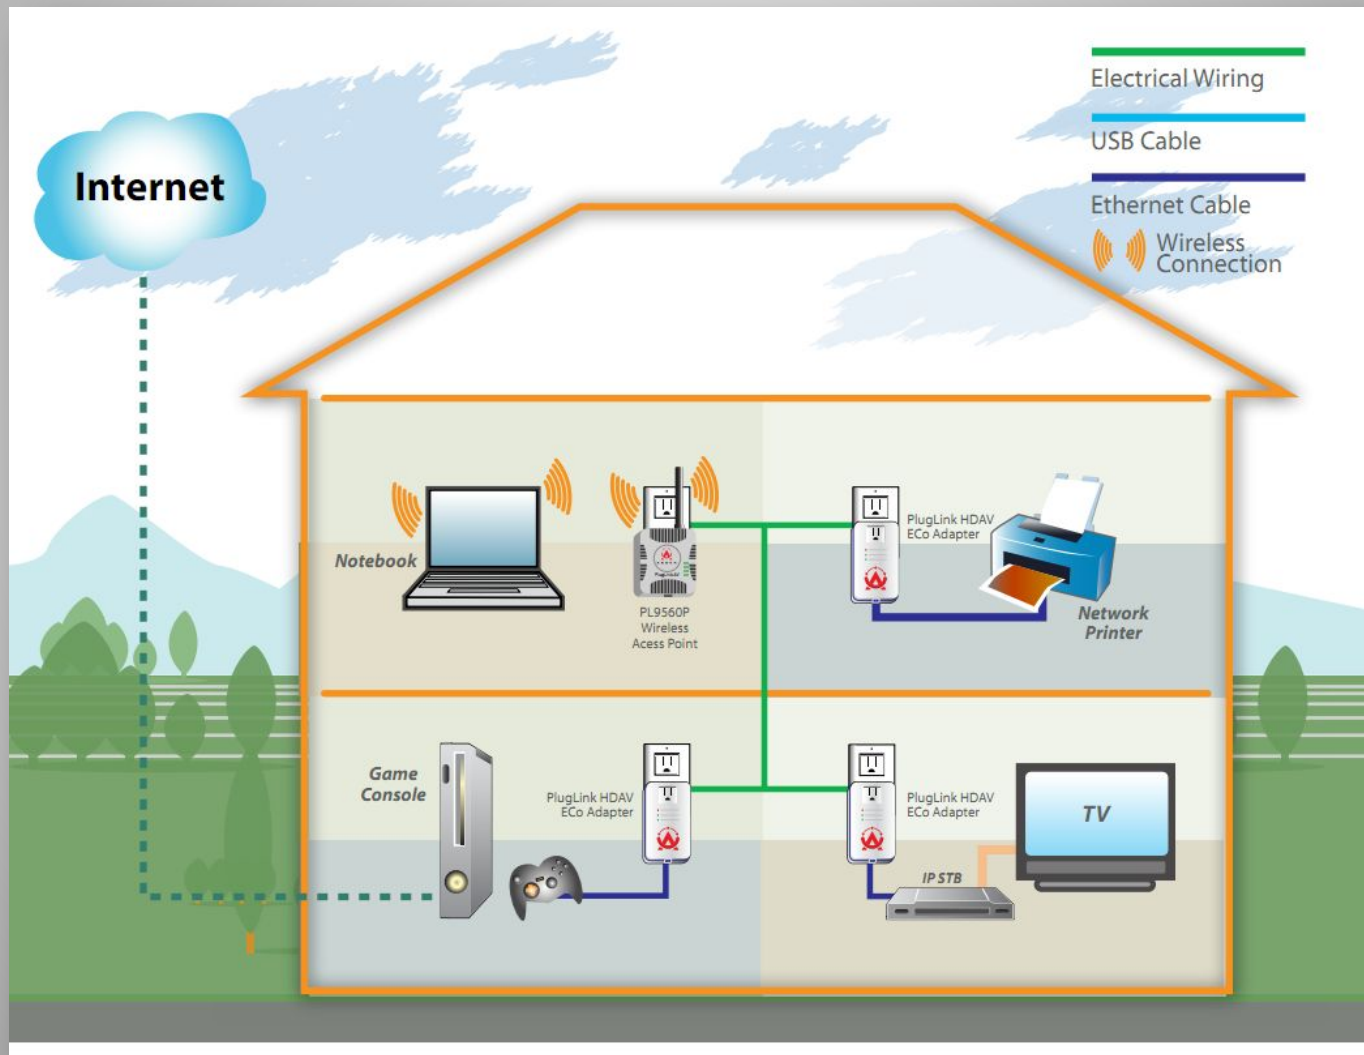 Internet
Electrical Wiring
USB Cable
Ethernet Cable
Wireless
Connection
Notebook
PL9560P
Wireless
Acess Point
PlugLink HDAV
ECo Adapter
Network
Printer
Game
Console
PlugLink HDAV
ECo Adapter
PlugLink HDAV
ECo Adapter
IP STB
TV